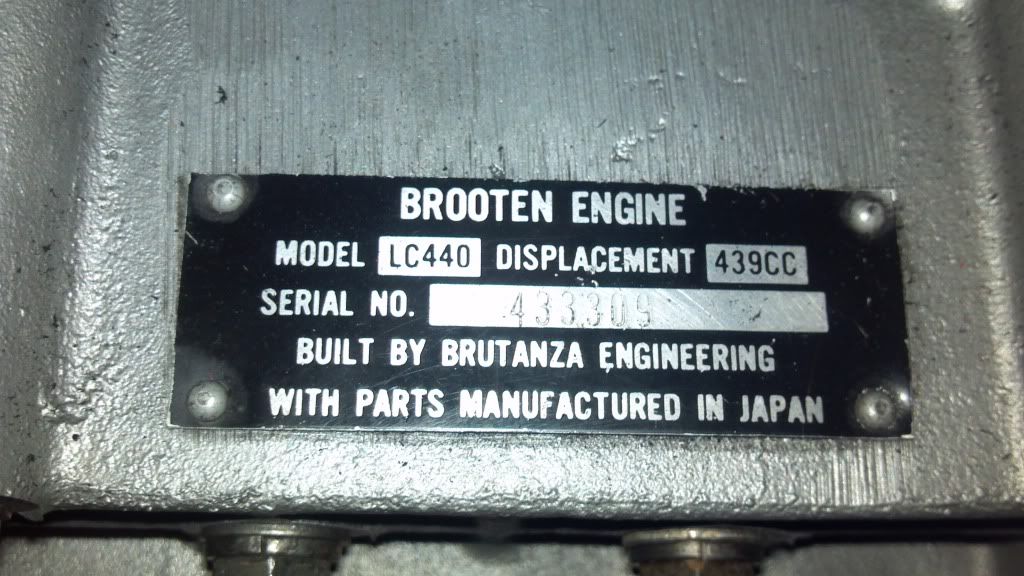 BROOTEN ENGINE
MODEL LC440 DISPLACEMENT 439CC
SERIAL NO. 433309
BUILT BY BRUTANZA ENGINEERING
WITH PARTS MANUFACTURED IN JAPAN